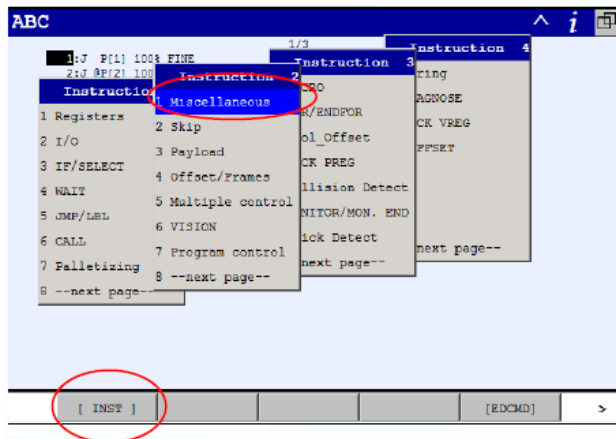 ABC
1/3
1:J P[1] 100% FINE
2:J @P[2] 100
Instruction
1 Registers
2 I/O
3 IF/SELECT
4 WAIT
5 JMP/LBL
6 CALL
7 Palletizing
8 --next page--
Instruction 2
1 Miscellaneous
2 Skip
3 Payload
4 Offset/Frames
5 Multiple control
6 VISION
7 Program control
8 --next page--
Instruction 3
CRO
R/ENDFOR
ol_Offset
CK PREG
llision Detect
NITOR/MON. END
ick Detect
next page--
Instruction 4
ring
AGNOSE
CK VREG
FFSET
next page--
[ INST ]
[EDCMD]
>